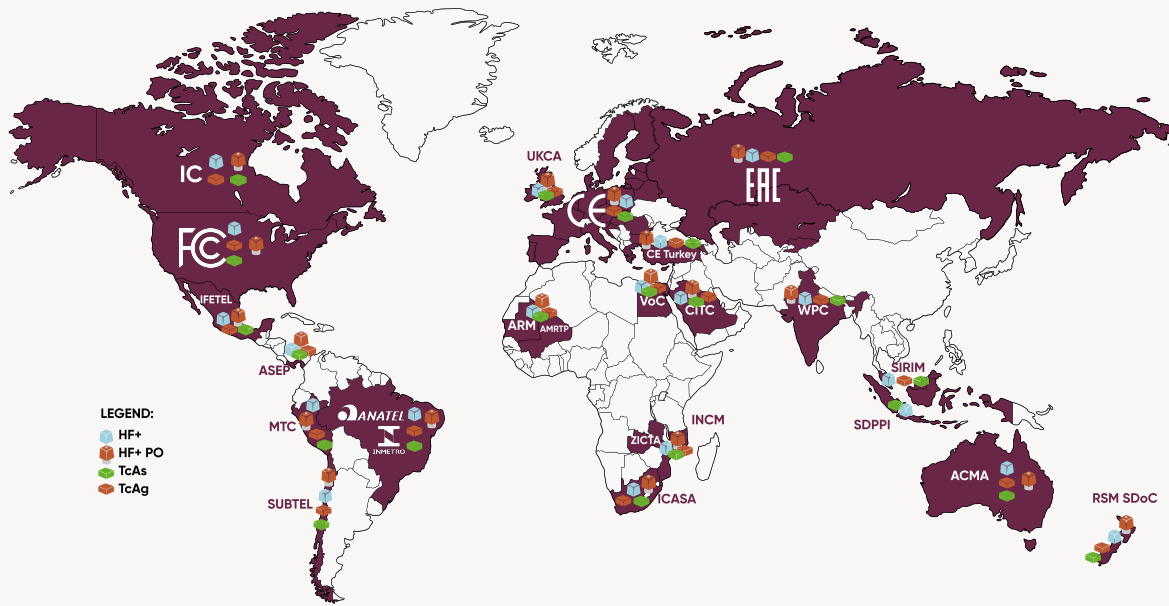 UKCA
IC
EAC
CE
FCC
CE Turkey
IFETEL
VoC
CITC
WPC
ARM
AMRTP
ASEP
SIRIM
ANATEL
INMETRO
MTC
INCM
ZICTA
SDPPI
ACMA
SUBTEL
ICASA
RSM SDoC
LEGEND:
HF+
HF+ PO
TcAs
TcAg